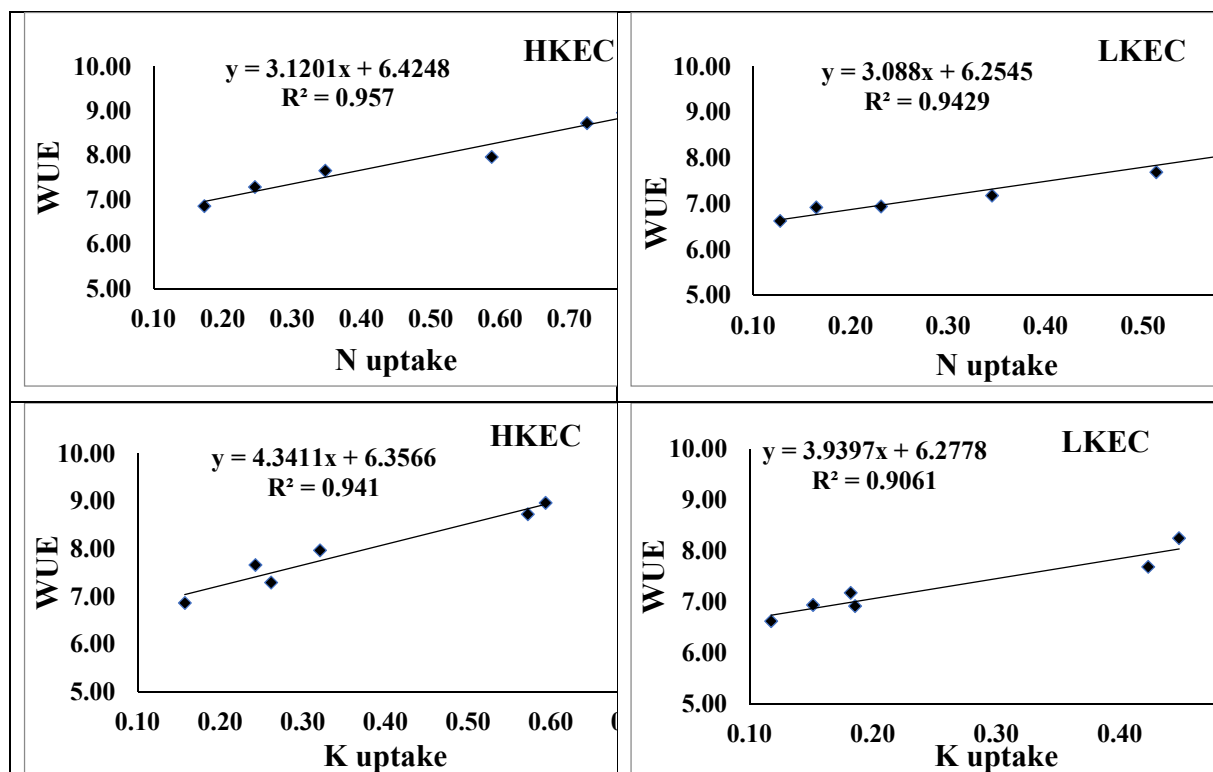 HKEC
y = 3.1201x + 6.4248
R² = 0.957
10.00
9.00
8.00
7.00
6.00
5.00
WUE
0.10 0.20 0.30 0.40 0.50 0.60 0.70
N uptake
LKEC
y = 3.088x + 6.2545
R² = 0.9429
10.00
9.00
8.00
7.00
6.00
5.00
WUE
0.10 0.20 0.30 0.40 0.50
N uptake
HKEC
y = 4.3411x + 6.3566
R² = 0.941
10.00
9.00
8.00
7.00
6.00
5.00
WUE
0.10 0.20 0.30 0.40 0.50 0.60
K uptake
LKEC
y = 3.9397x + 6.2778
R² = 0.9061
10.00
9.00
8.00
7.00
6.00
5.00
WUE
0.10 0.20 0.30 0.40
K uptake